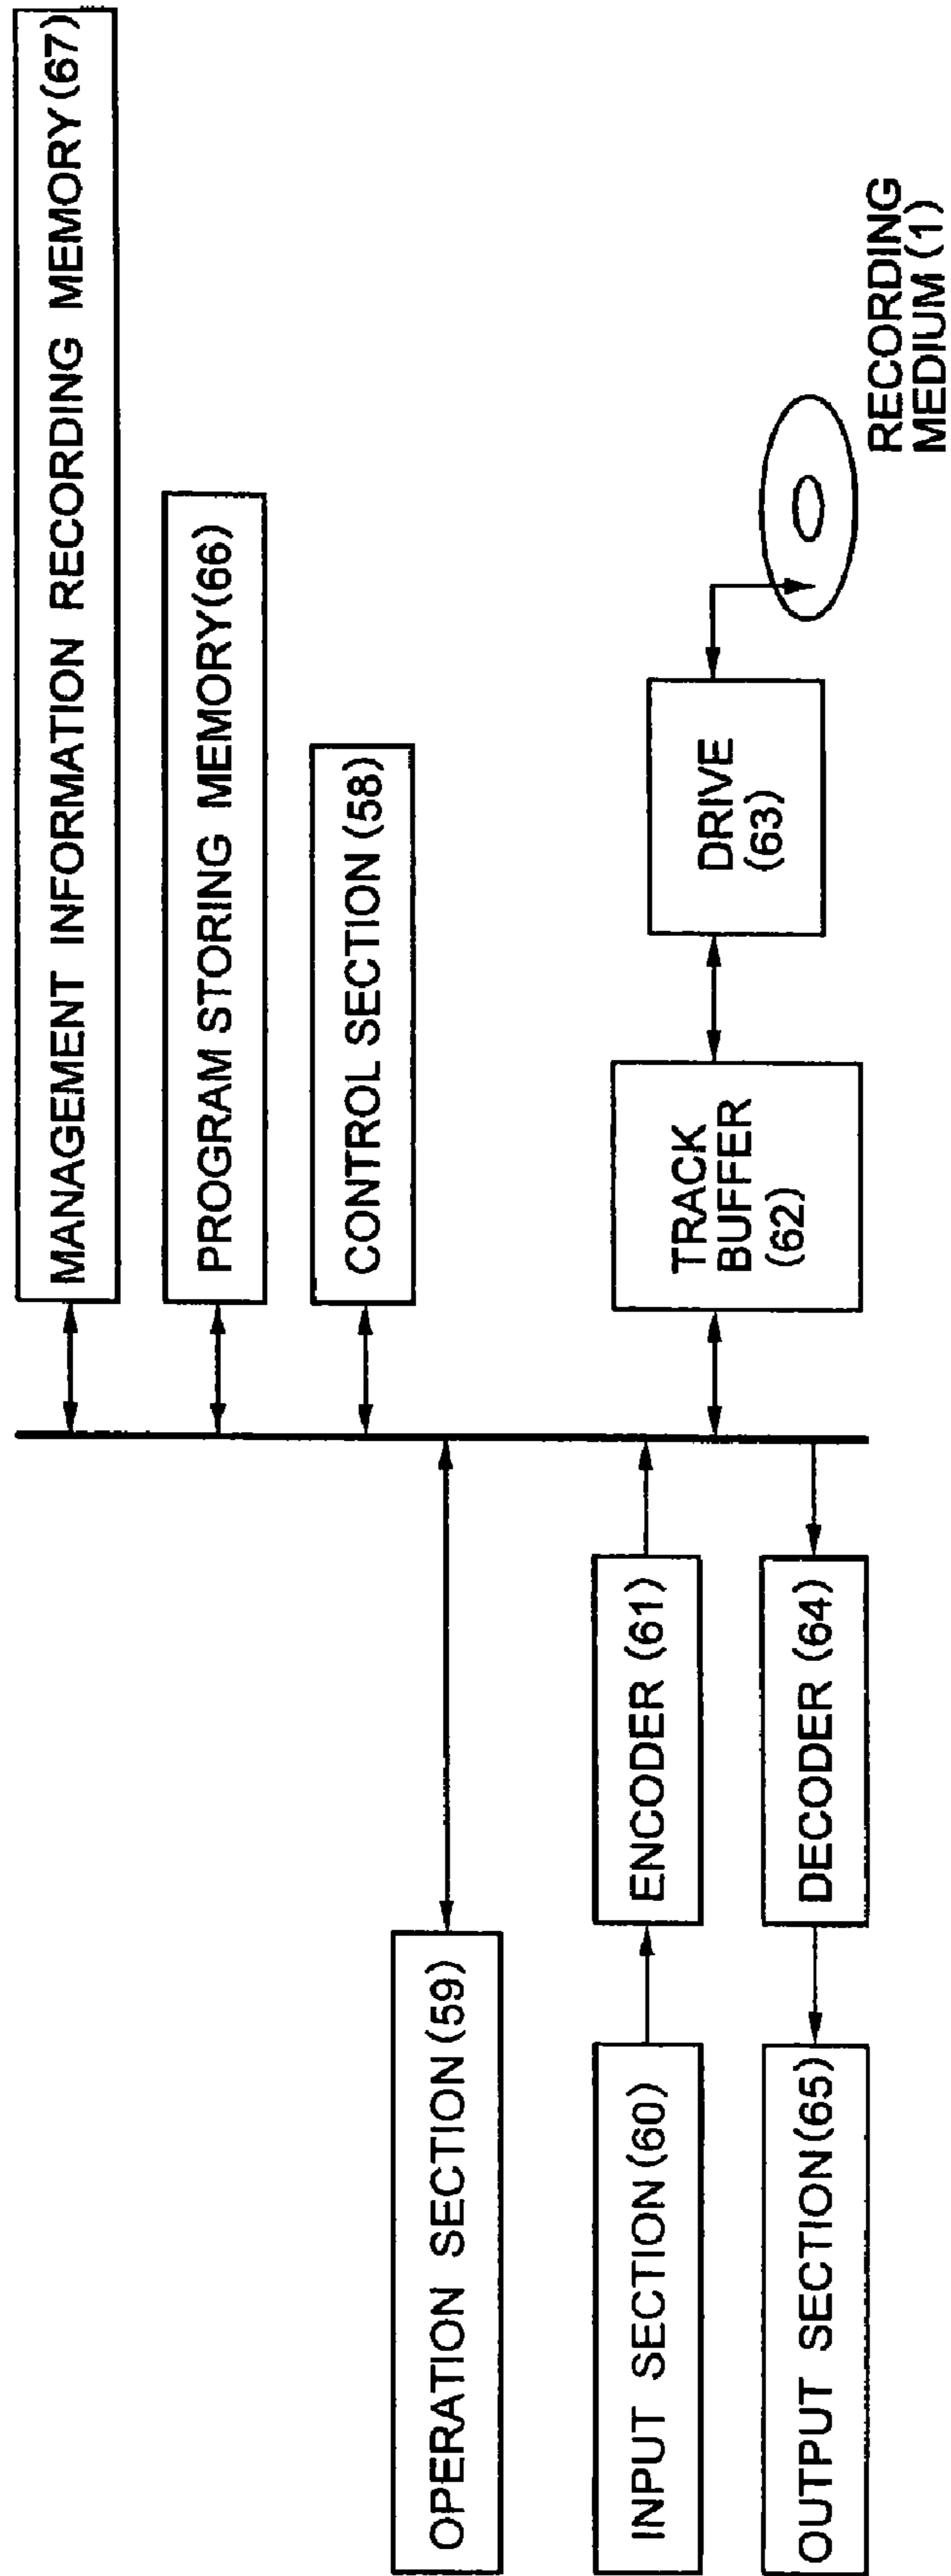 MANAGEMENT INFORMATION RECORDING MEMORY(67)
PROGRAM STORING MEMORY(66)
CONTROL SECTION (58)
OPERATION SECTION(59)
INPUT SECTION(60)
ENCODER (61)
TRACK
BUFFER
(62)
DRIVE
(63)
RECORDING
MEDIUM (1)
OUTPUT SECTION(65)
DECODER (64)